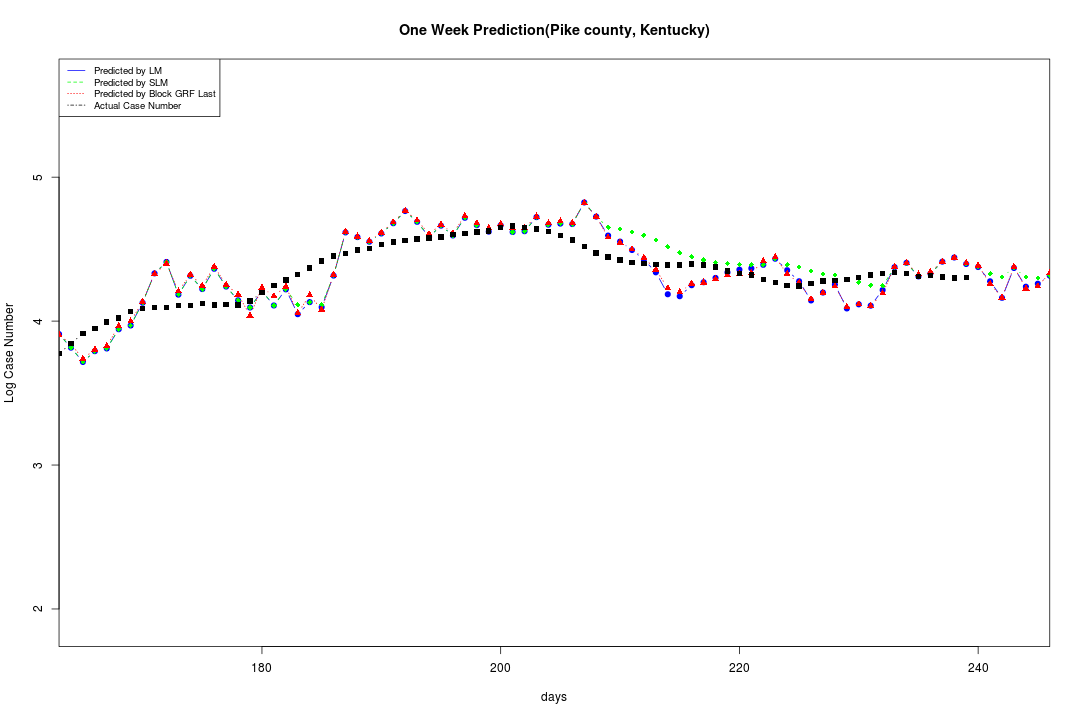 One Week Prediction(Pike county, Kentucky)
Predicted by LM
Predicted by SLM
Predicted by Block GRF Last
Actual Case Number
5
4
3
2
Log Case Number
180 200 220 240
days